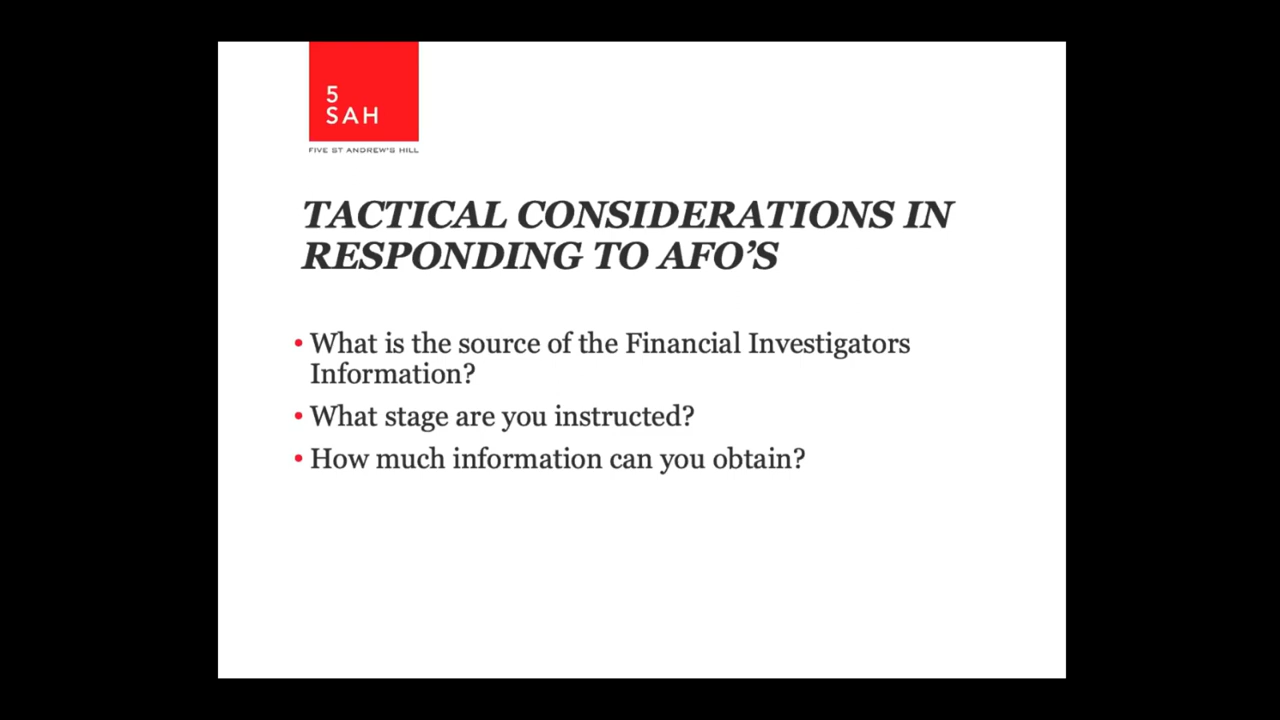 5
SAH
FIVE ST ANDREW'S HILL
TACTICAL CONSIDERATIONS IN
RESPONDING TO AFO’S
• What is the source of the Financial Investigators
Information?
• What stage are you instructed?
• How much information can you obtain?